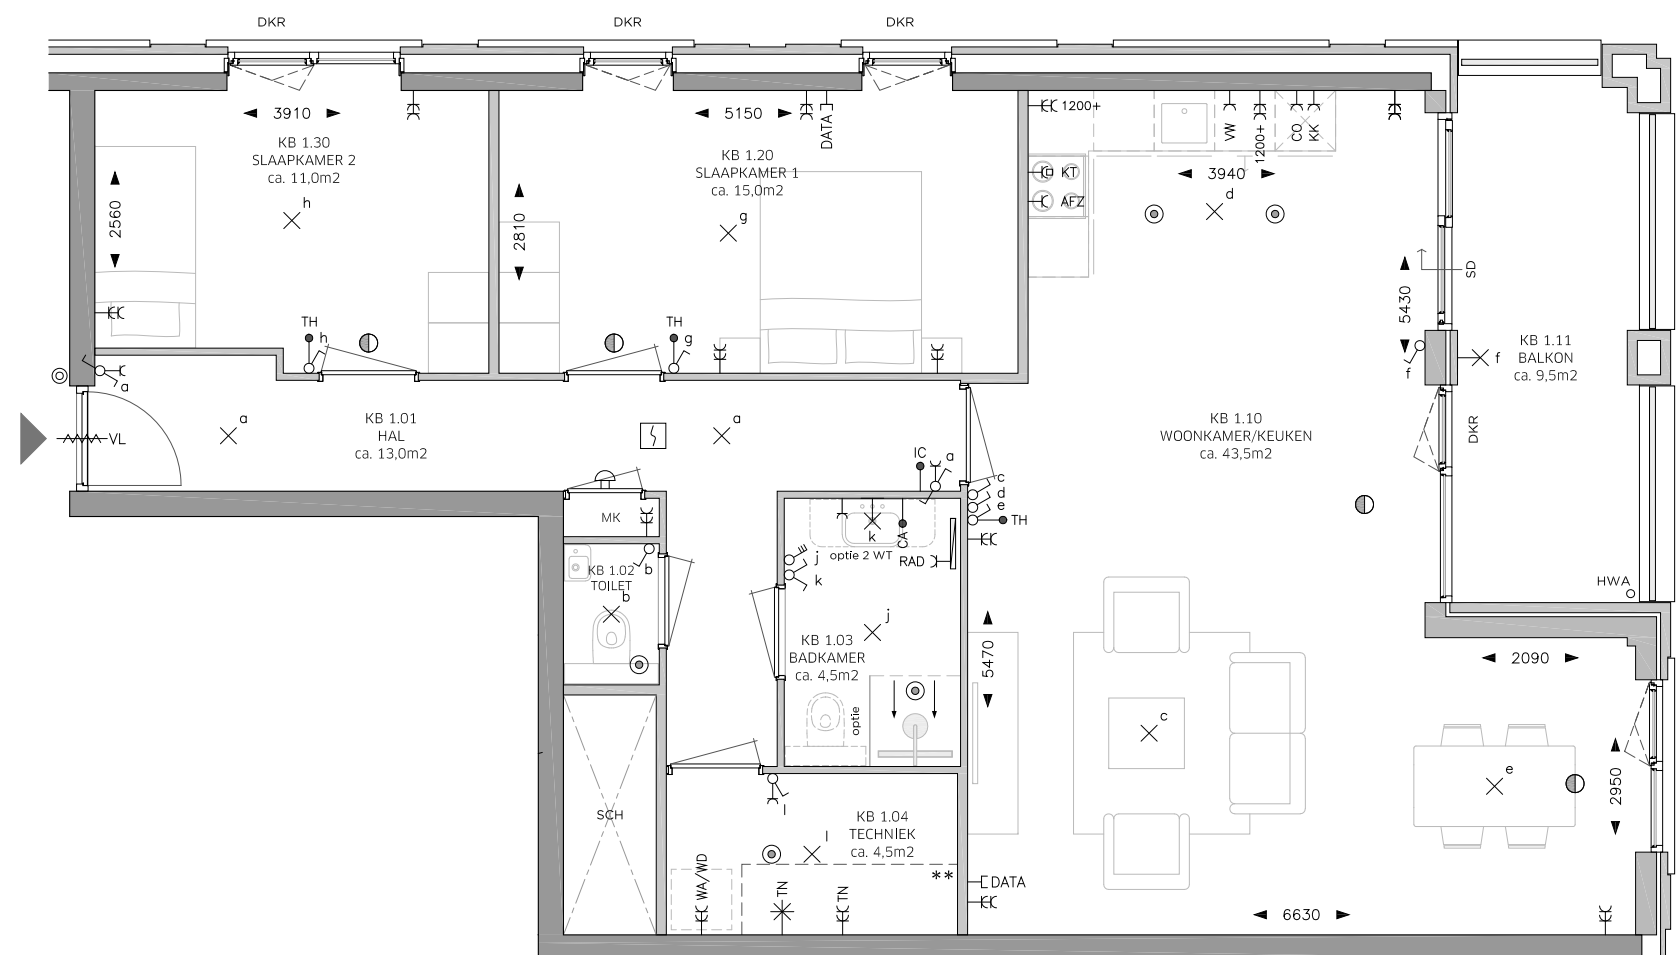 DKR
DKR
DKR
3910
KB 1.30
SLAAPKAMER 2
ca. 11,0m2
h
2560
TH
h
5150
DATA
KB 1.20
SLAAPKAMER 1
ca. 15,0m2
g
2810
TH
g
1200+
VW
1200+
CO
KK
KT
AFZ
3940
d
SD
5430
f
f
KB 1.11
BALKON
ca. 9,5m2
DKR
HWA
a
VL
a
KB 1.01
HAL
ca. 13,0m2
a
IC
a
KB 1.10
WOONKAMER/KEUKEN
ca. 43,5m2
c
d
e
TH
MK
KB 1.02
TOILET
b
b
k
CA
optie 2 WT
RAD
j
k
j
KB 1.03
BADKAMER
ca. 4,5m2
optie
5470
2090
c
e
2950
SCH
l
KB 1.04
TECHNIEK
ca. 4,5m2
l
**
WA/WD
TN
TN
DATA
6630